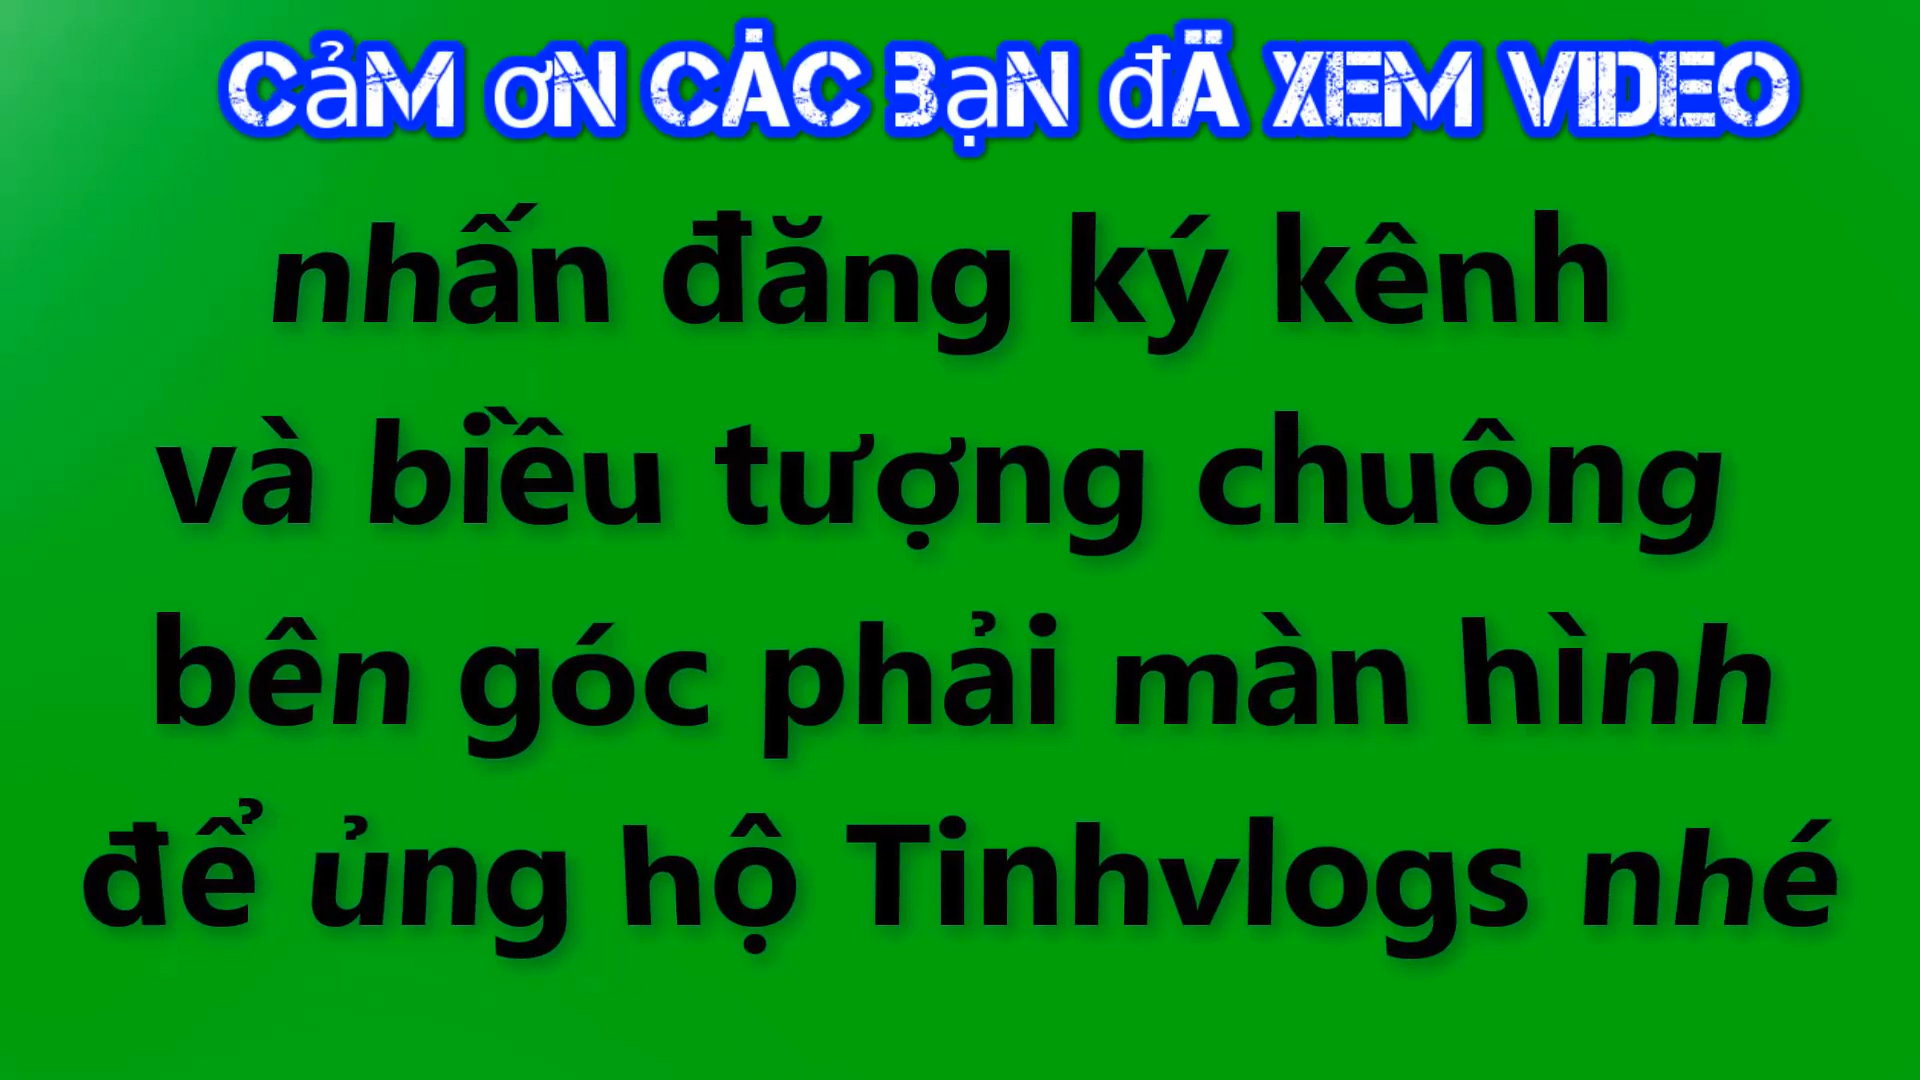 CẢM ƠN CÁC BẠN ĐÃ XEM VIDEO
nhấn đăng ký kênh
và biều tượng chuông
bên góc phải màn hình
để ủng hộ Tinhvlogs nhé